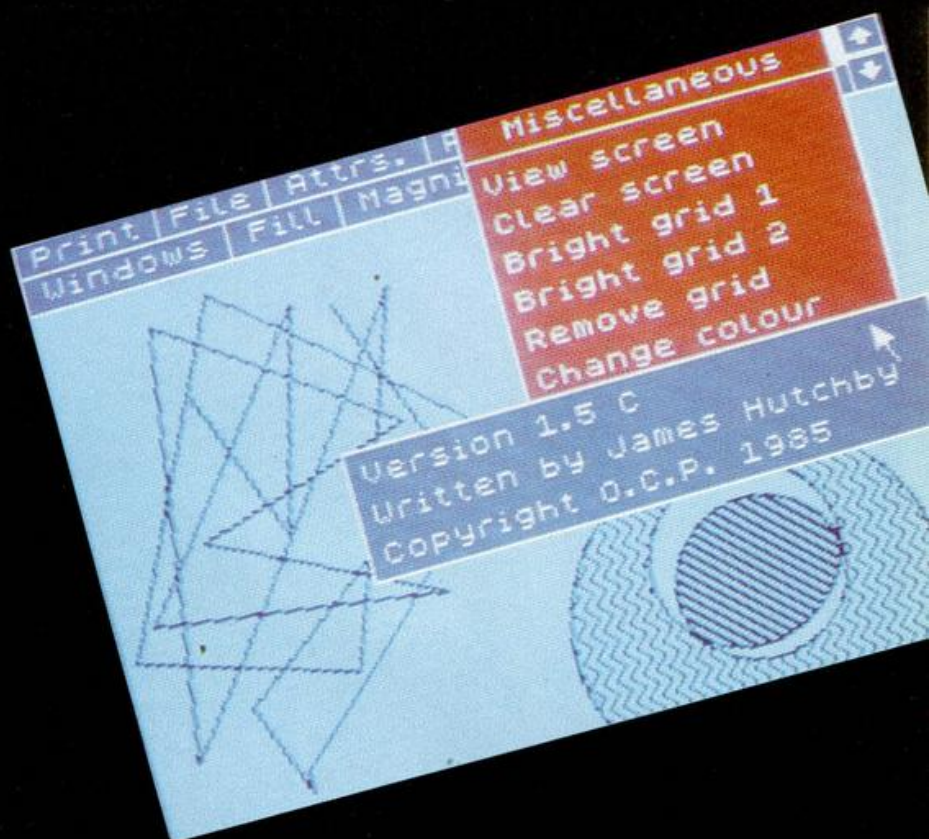 Print File Attrs.
Windows Fill Magni
Miscellaneous
View screen
Clear screen
Bright grid 1
Bright grid 2
Remove grid
Change colour
Version 1.5 C
Written by James Hutchby
Copyright O.C.P. 1985